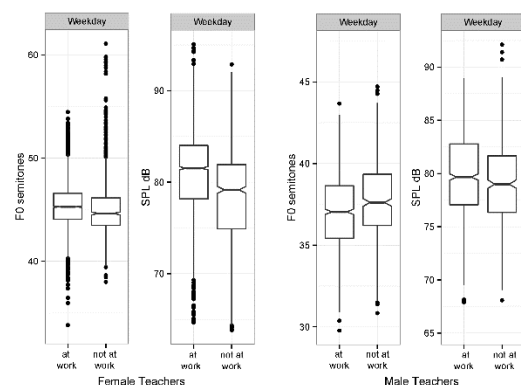 Weekday
60
50
40
F0 semitones
at work
not at work
Weekday
90
80
70
SPL dB
at work
not at work
Female Teachers
Weekday
45
40
35
30
F0 semitones
at work
not at work
Weekday
90
85
80
75
70
65
SPL dB
at work
not at work
Male Teachers